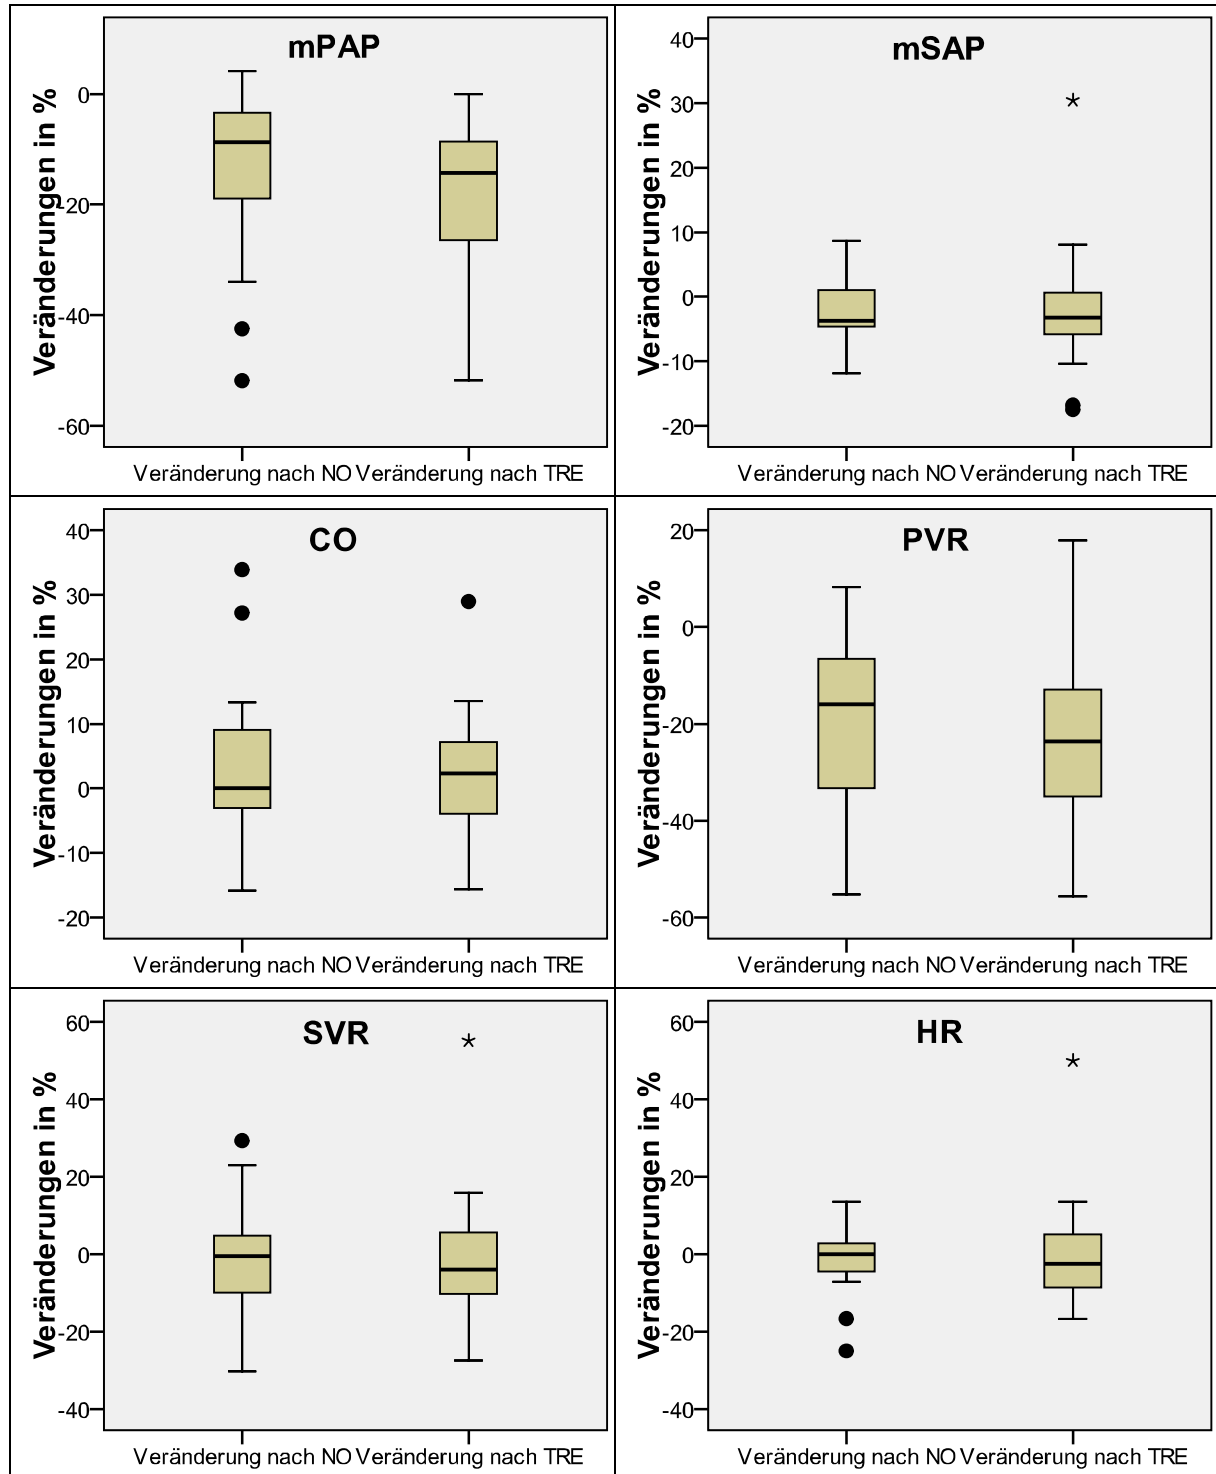 mPAP
Veränderungen in %
0
-20
-40
-60
Veränderung nach NO Veränderung nach TRE
mSAP
Veränderungen in %
40
30
20
10
0
-10
-20
Veränderung nach NO Veränderung nach TRE
CO
Veränderungen in %
40
30
20
10
0
-10
-20
Veränderung nach NO Veränderung nach TRE
PVR
Veränderungen in %
20
0
-20
-40
-60
Veränderung nach NO Veränderung nach TRE
SVR
Veränderungen in %
60
40
20
0
-20
-40
Veränderung nach NO Veränderung nach TRE
HR
Veränderungen in %
60
40
20
0
-20
-40
Veränderung nach NO Veränderung nach TRE